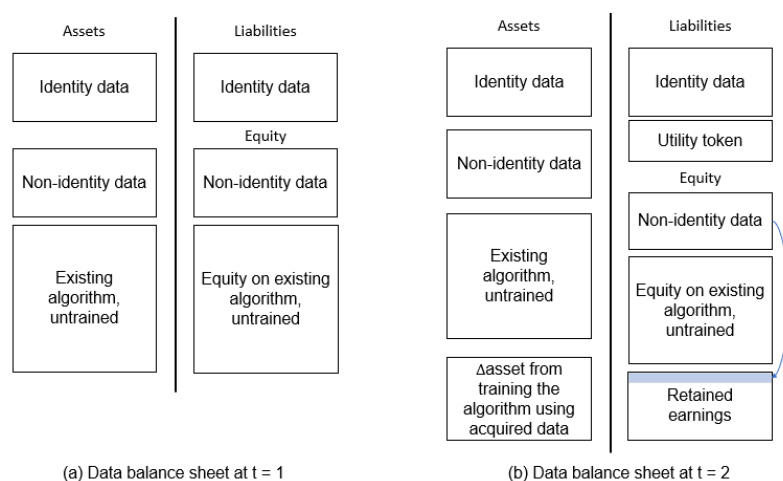 Assets
Liabilities
Identity data
Identity data
Equity
Non-identity data
Non-identity data
Existing
algorithm,
untrained
Equity on existing
algorithm,
untrained
(a) Data balance sheet at t = 1
Assets
Liabilities
Identity data
Identity data
Utility token
Non-identity data
Equity
Non-identity data
Existing
algorithm,
untrained
Equity on existing
algorithm,
untrained
Δasset from
training the
algorithm using
acquired data
Retained
earnings
(b) Data balance sheet at t = 2